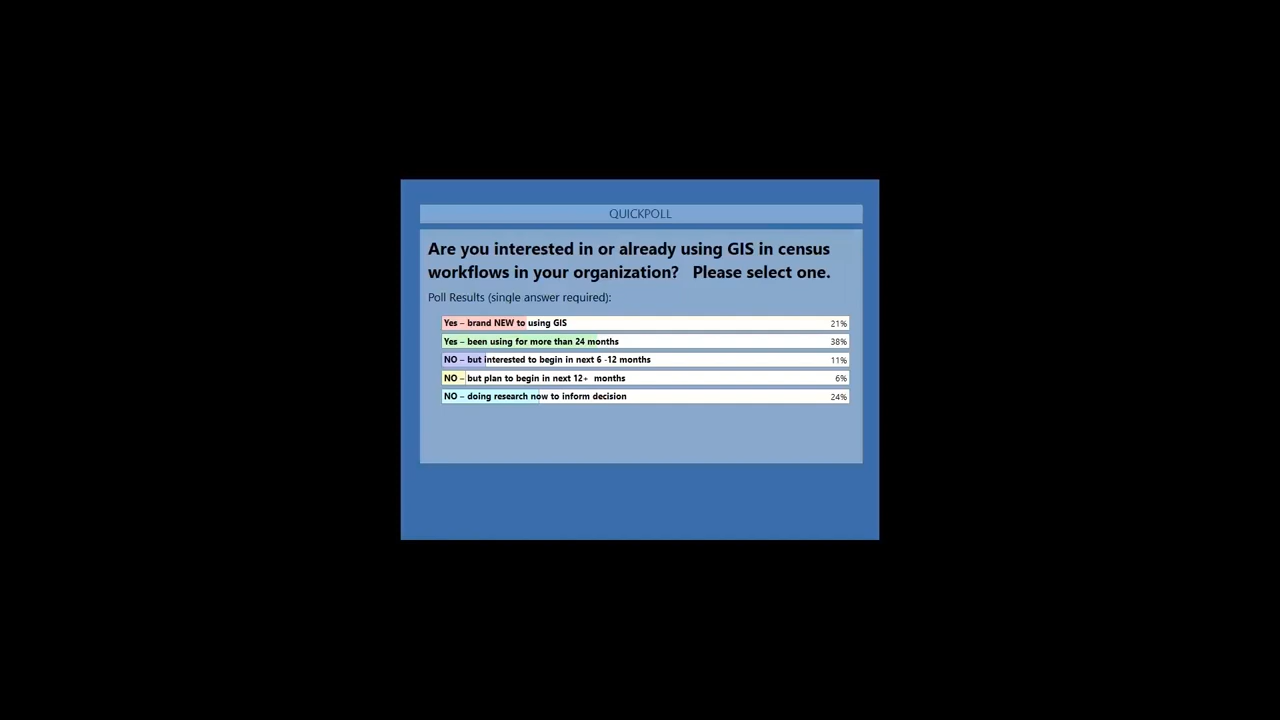 QUICKPOLL
Are you interested in or already using GIS in census
workflows in your organization?   Please select one.
Poll Results (single answer required):
Yes – brand NEW to using GIS 21%
Yes – been using for more than 24 months 38%
NO – but interested to begin in next 6 -12 months 11%
NO – but plan to begin in next 12+  months 6%
NO – doing research now to inform decision 24%